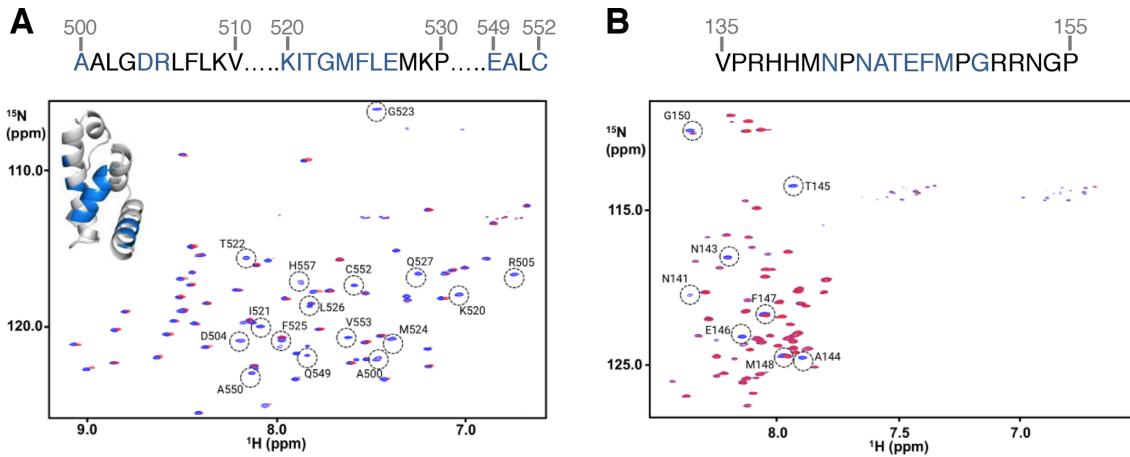 A
500 510 520 530 549 552
AALGDRLFLKV.....KITGMFLEMKP.....EALC
15N
(ppm)
110.0
120.0
G523
T522
H557
C552
Q527
R505
L526
K520
I521
D504
F525
V553
M524
Q549
A500
A550
9.0 8.0 7.0
1H (ppm)
B
135 155
VPRHHMNPNATEFMPGRRNGP
15N
(ppm)
115.0
125.0
G150
T145
N143
N141
F147
E146
M148
A144
8.0 7.5 7.0
1H (ppm)